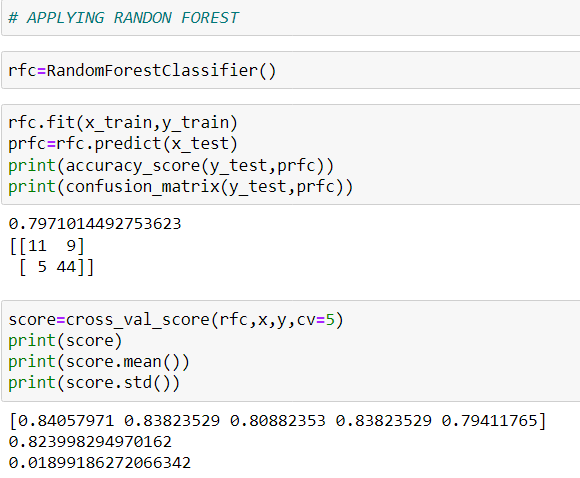 # APPLYING RANDON FOREST
rfc=RandomForestClassifier()
rfc.fit(x_train,y_train)
prfc=rfc.predict(x_test)
print(accuracy_score(y_test,prfc))
print(confusion_matrix(y_test,prfc))
0.7971014492753623
[[11  9]
 [ 5 44]]
score=cross_val_score(rfc,x,y,cv=5)
print(score)
print(score.mean())
print(score.std())
[0.84057971 0.83823529 0.80882353 0.83823529 0.79411765]
0.823998294970162
0.01899186272066342